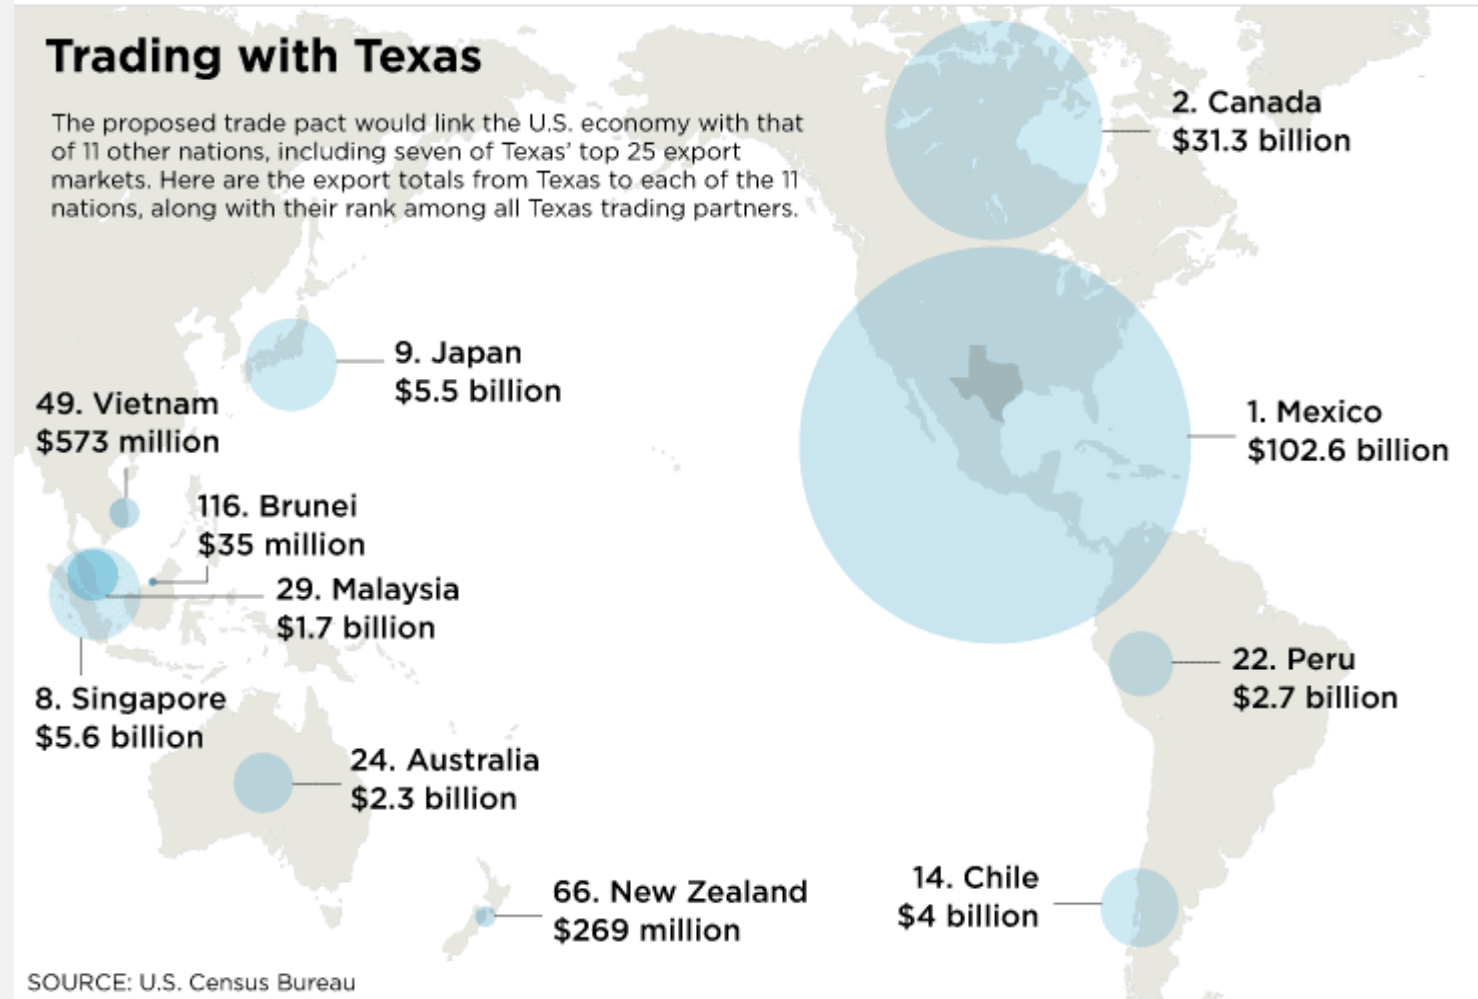 Trading with Texas
The proposed trade pact would link the U.S. economy with that
of 11 other nations, including seven of Texas’ top 25 export
markets. Here are the export totals from Texas to each of the 11
nations, along with their rank among all Texas trading partners.
2. Canada
$31.3 billion
9. Japan
$5.5 billion
49. Vietnam
$573 million
1. Mexico
$102.6 billion
116. Brunei
$35 million
29. Malaysia
$1.7 billion
8. Singapore
$5.6 billion
22. Peru
$2.7 billion
24. Australia
$2.3 billion
66. New Zealand
$269 million
14. Chile
$4 billion
SOURCE: U.S. Census Bureau